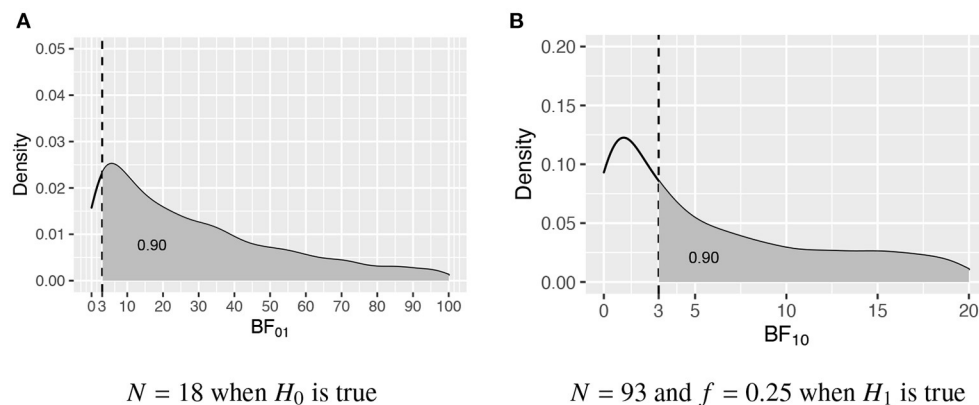 A
0.05
0.04
0.03
0.02
0.01
0.00
Density
0.90
0 3 10 20 30 40 50 60 70 80 90 100
BF01
N = 18 when H0 is true
B
0.20
0.15
0.10
0.05
0.00
Density
0.90
0 3 5 10 15 20
BF10
N = 93 and f = 0.25 when H1 is true